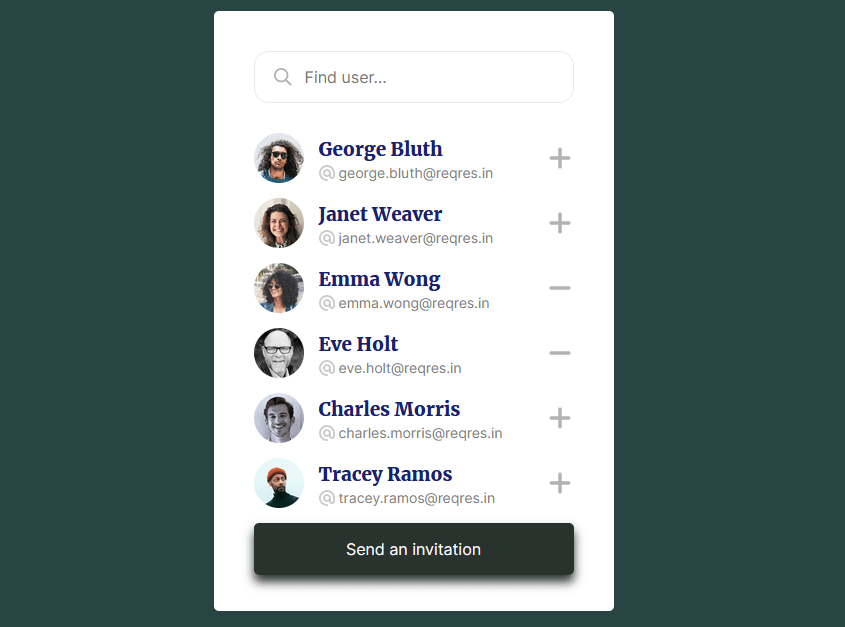 Find user...
George Bluth
george.bluth@reqres.in
Janet Weaver
janet.weaver@reqres.in
Emma Wong
emma.wong@reqres.in
Eve Holt
eve.holt@reqres.in
Charles Morris
charles.morris@reqres.in
Tracey Ramos
tracey.ramos@reqres.in
Send an invitation